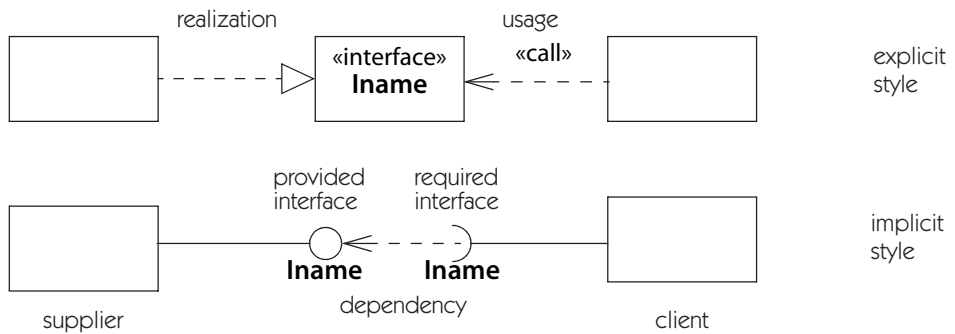 realization
usage
«interface»
Iname
«call»
explicit
style
provided
interface
required
interface
implicit
style
Iname
Iname
dependency
supplier
client